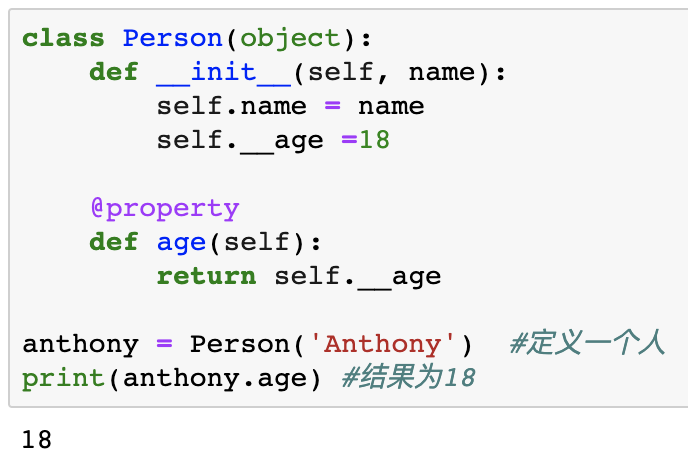 class Person(object):
    def __init__(self, name):
        self.name = name
        self.__age =18
    @property
    def age(self):
        return self.__age
anthony = Person('Anthony')  #定义一个人
print(anthony.age) #结果为18
18